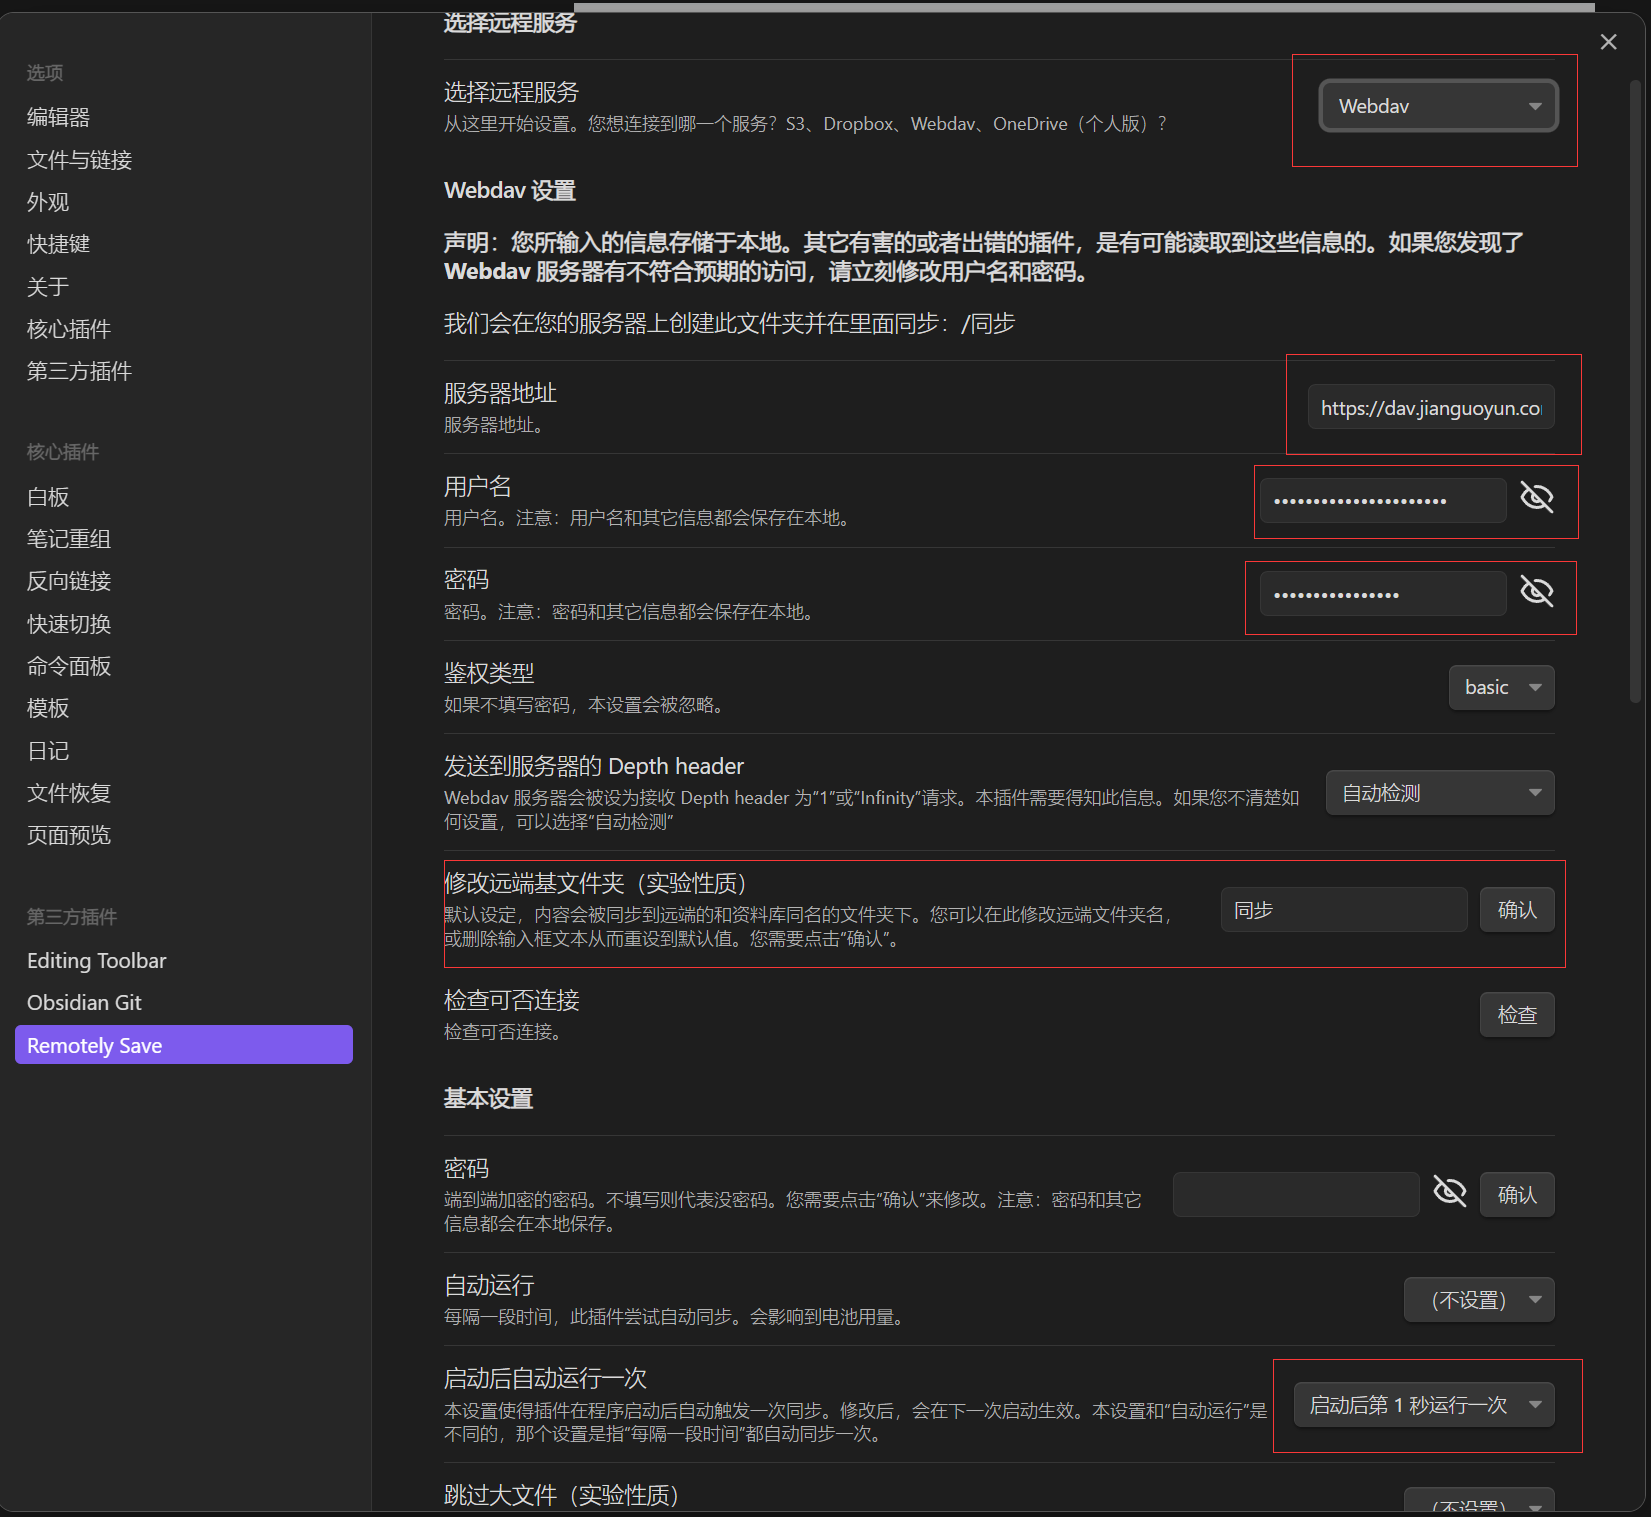 选项
编辑器
文件与链接
外观
快捷键
关于
核心插件
第三方插件
核心插件
白板
笔记重组
反向链接
快速切换
命令面板
模板
日记
文件恢复
页面预览
第三方插件
Editing Toolbar
Obsidian Git
Remotely Save
选择远程服务
选择远程服务
从这里开始设置。您想连接到哪一个服务？S3、Dropbox、Webdav、OneDrive（个人版）？
Webdav
Webdav 设置
声明：您所输入的信息存储于本地。其它有害的或者出错的插件，是有可能读取到这些信息的。如果您发现了
Webdav 服务器有不符合预期的访问，请立刻修改用户名和密码。
我们会在您的服务器上创建此文件夹并在里面同步：/同步
服务器地址
服务器地址。
https://dav.jianguoyun.co
用户名
用户名。注意：用户名和其它信息都会保存在本地。
密码
密码。注意：密码和其它信息都会保存在本地。
鉴权类型
如果不填写密码，本设置会被忽略。
basic
发送到服务器的 Depth header
Webdav 服务器会被设为接收 Depth header 为“1”或“Infinity”请求。本插件需要得知此信息。如果您不清楚如
何设置，可以选择“自动检测”
自动检测
修改远端基文件夹（实验性质）
默认设定，内容会被同步到远端的和资料库同名的文件夹下。您可以在此修改远端文件夹名，
或删除输入框文本从而重设到默认值。您需要点击“确认”。
同步
确认
检查可否连接
检查可否连接。
检查
基本设置
密码
端到端加密的密码。不填写则代表没密码。您需要点击“确认”来修改。注意：密码和其它
信息都会在本地保存。
确认
自动运行
每隔一段时间，此插件尝试自动同步。会影响到电池用量。
（不设置）
启动后自动运行一次
本设置使得插件在程序启动后自动触发一次同步。修改后，会在下一次启动生效。本设置和“自动运行”是
不同的，那个设置是指“每隔一段时间”都自动同步一次。
启动后第 1 秒运行一次
跳过大文件（实验性质）
（不设置）